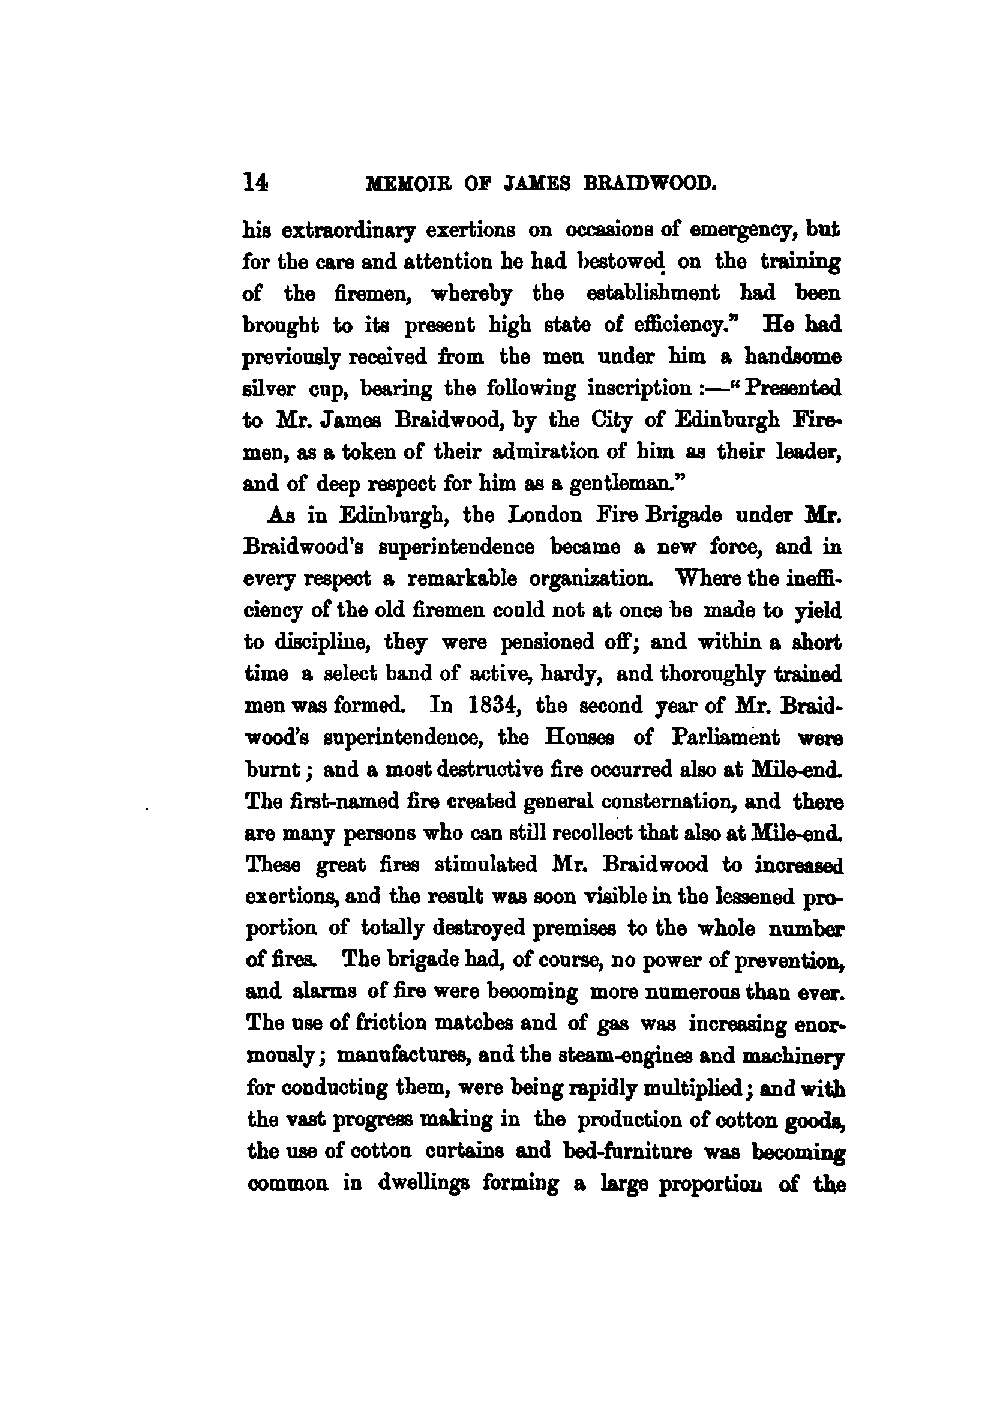 14 MEMOIR OF JAMES BRAIDWOOD.
his extraordinary exertions on occasions of emergency, but
for the care and attention he had bestowed on the training
of the firemen, whereby the establishment had been
brought to its present high state of efficiency.” He had
previously received from the men under him a handsome
silver cup, bearing the following inscription :—“Presented
to Mr. James Braidwood, by the City of Edinburgh Fire-
men, as a token of their admiration of him as their leader,
and of deep respect for him as a gentleman.”
As in Edinburgh, the London Fire Brigade under Mr.
Braidwood's superintendence became a new force, and in
every respect a remarkable organization. Where the ineffi-
ciency of the old firemen could not at once be made to yield
to discipline, they were pensioned off; and within a short
time a select band of active, hardy, and thoroughly trained
men was formed. In 1834, the second year of Mr. Braid-
wood's superintendence, the Houses of Parliament were
burnt ; and a most destructive fire occurred also at Mile-end.
The first-named fire created general consternation, and there
are many persons who can still recollect that also at Mile-end.
These great fires stimulated Mr. Braidwood to increased
exertions, and the result was soon visible in the lessened pro-
portion of totally destroyed premises to the whole number
of fires. The brigade had, of course, no power of prevention,
and alarms of fire were becoming more numerous than ever.
The use of friction matches and of gas was increasing enor-
mously ; manufactures, and the steam-engines and machinery
for conducting them, were being rapidly multiplied ; and with
the vast progress making in the production of cotton goods,
the use of cotton curtains and bed-furniture was becoming
common in dwellings forming a large proportion of the